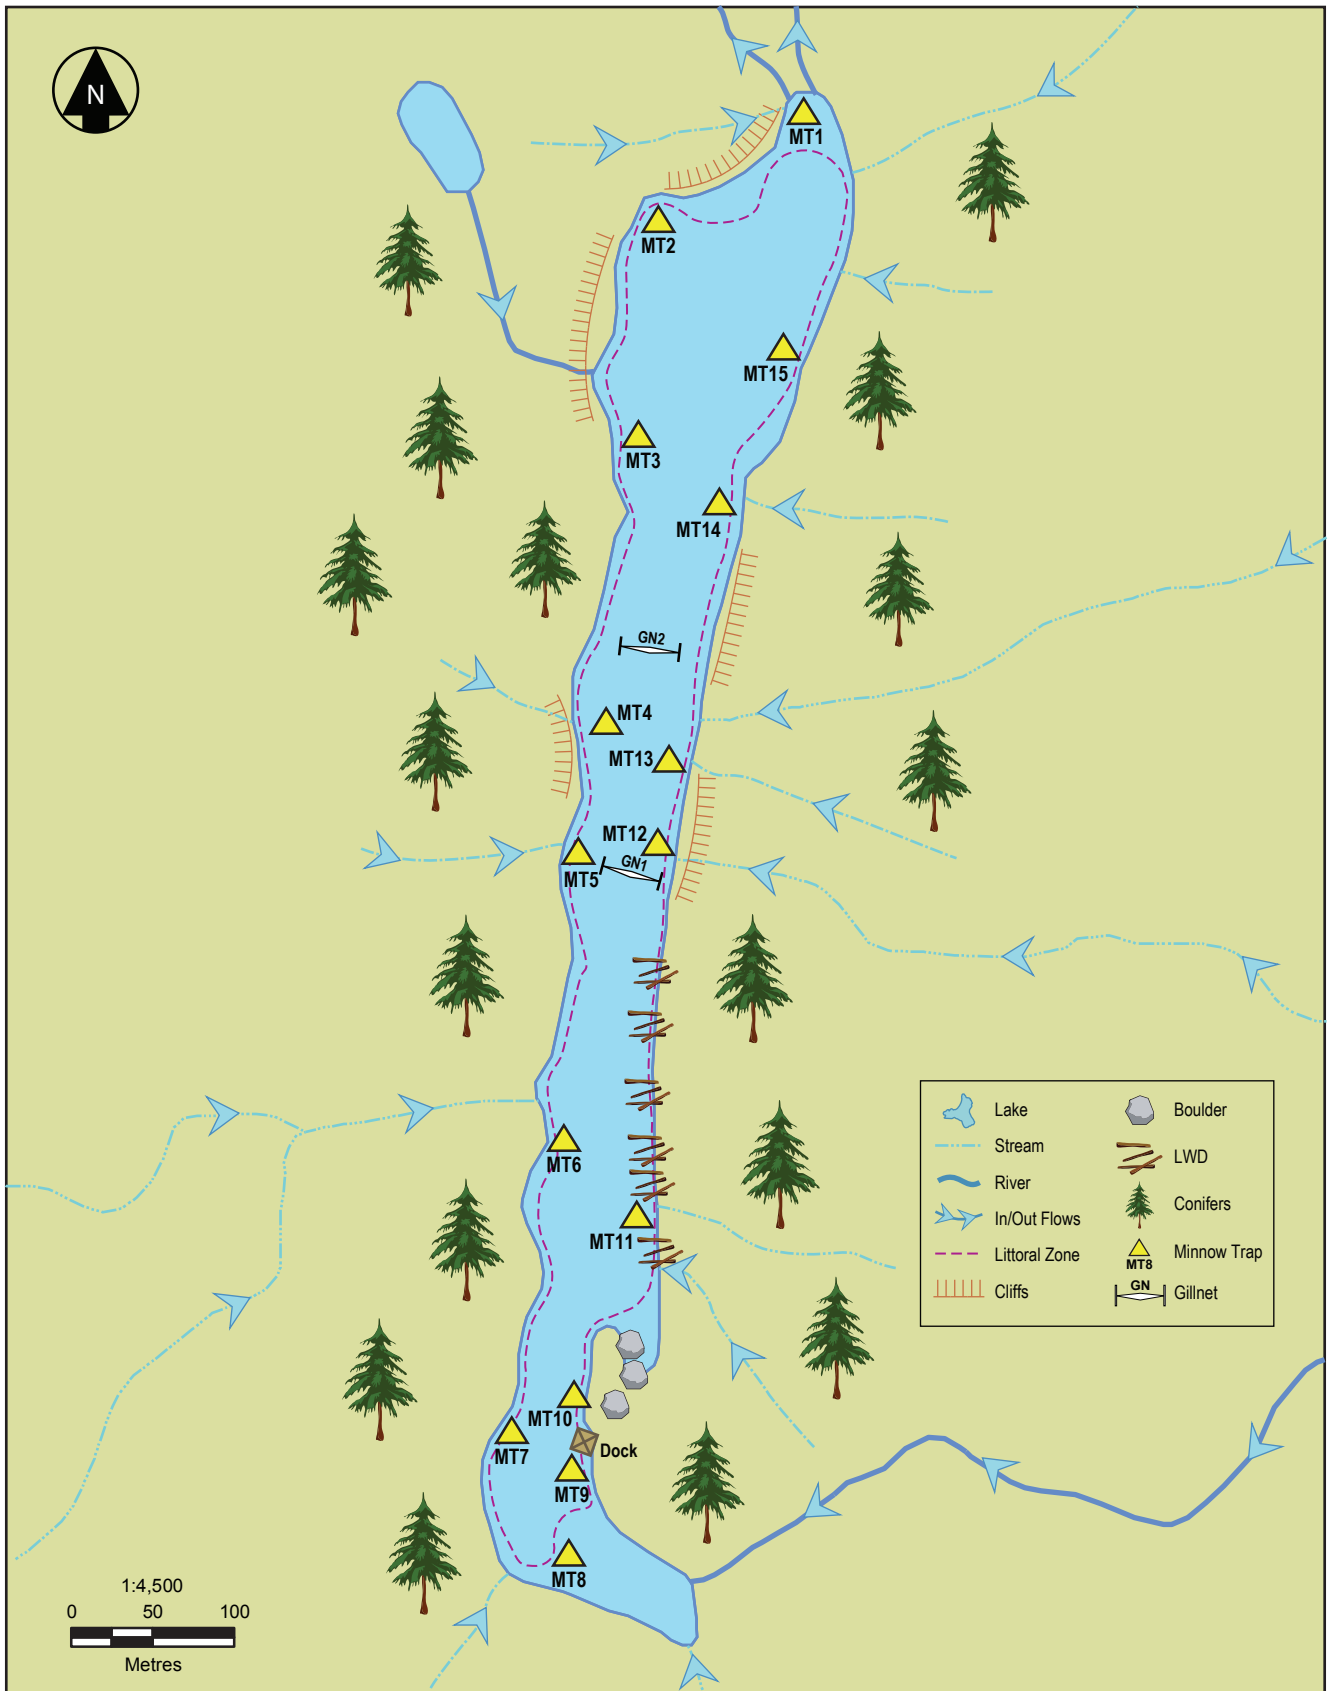 N
MT1
MT2
MT15
MT3
MT14
GN2
MT4
MT13
MT12
MT5
GN1
MT6
MT11
MT10
MT7
Dock
MT9
MT8
Lake
Stream
River
In/Out Flows
Littoral Zone
Cliffs
Boulder
LWD
Conifers
MT8
Minnow Trap
GN
Gillnet
1:4,500
0 50 100
Metres